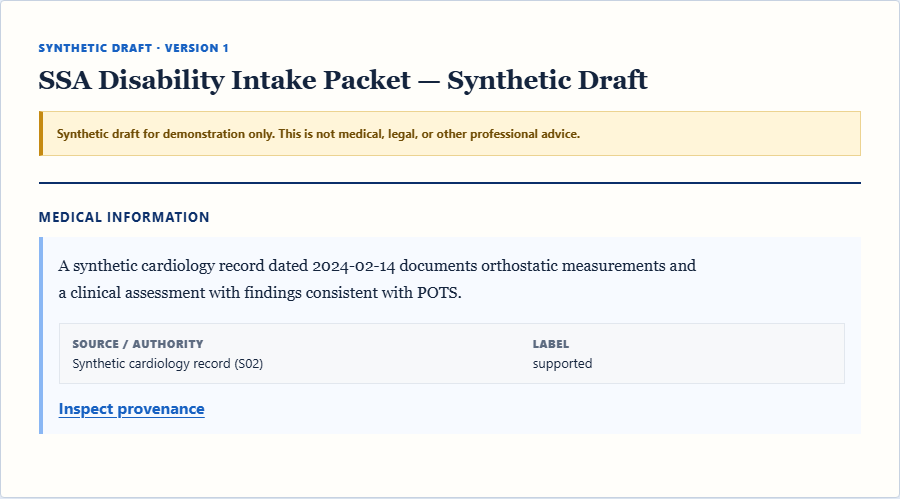 SYNTHETIC DRAFT · VERSION 1
SSA Disability Intake Packet — Synthetic Draft
Synthetic draft for demonstration only. This is not medical, legal, or other professional advice.
MEDICAL INFORMATION
A synthetic cardiology record dated 2024-02-14 documents orthostatic measurements and
a clinical assessment with findings consistent with POTS.
SOURCE / AUTHORITY
Synthetic cardiology record (S02)
LABEL
supported
Inspect provenance